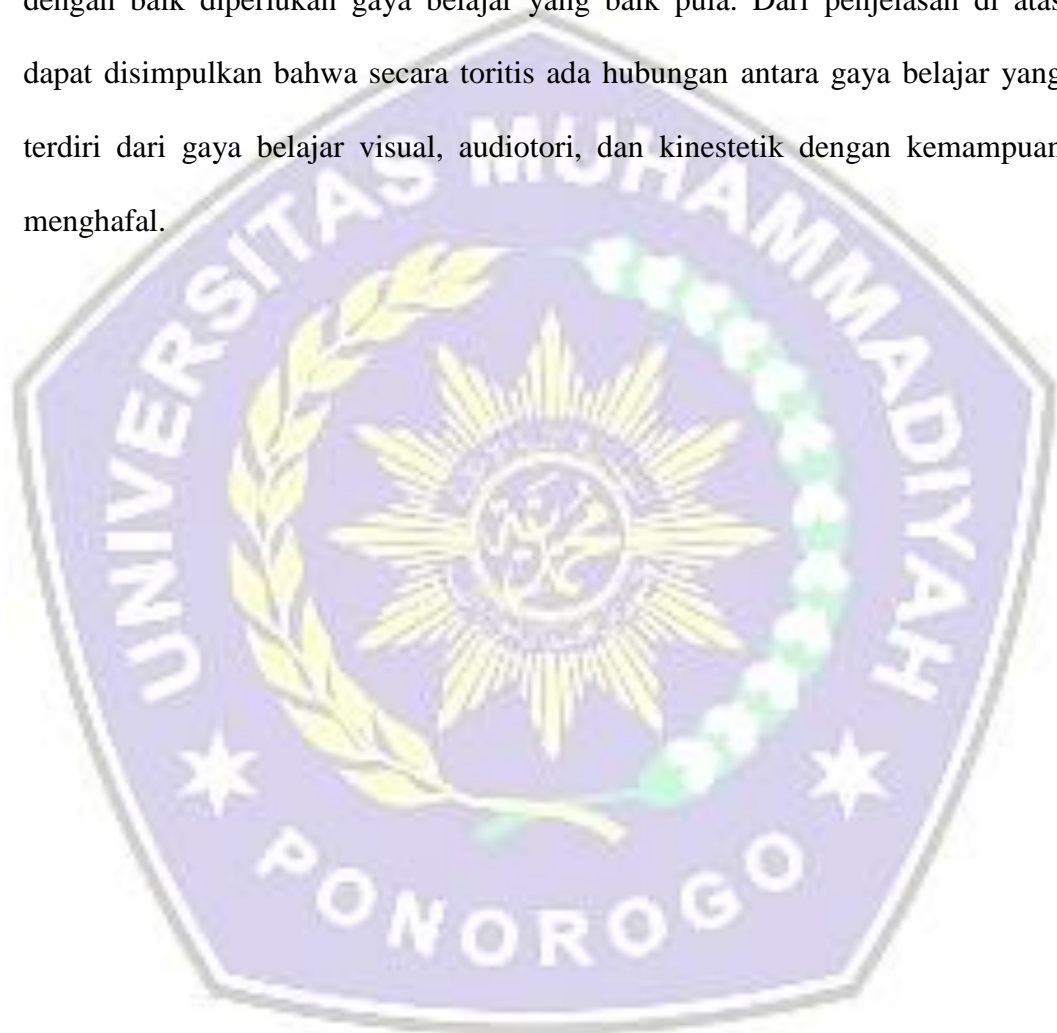 dengan baik diperlukan gaya belajar yang baik pula. Dari penjelasan di atas
dapat disimpulkan bahwa secara toritis ada hubungan antara gaya belajar yang
terdiri dari gaya belajar visual, audiotori, dan kinestetik dengan kemampuan
menghafal.
UNIVERSITAS MUHAMMADIYAH
PONOROGO